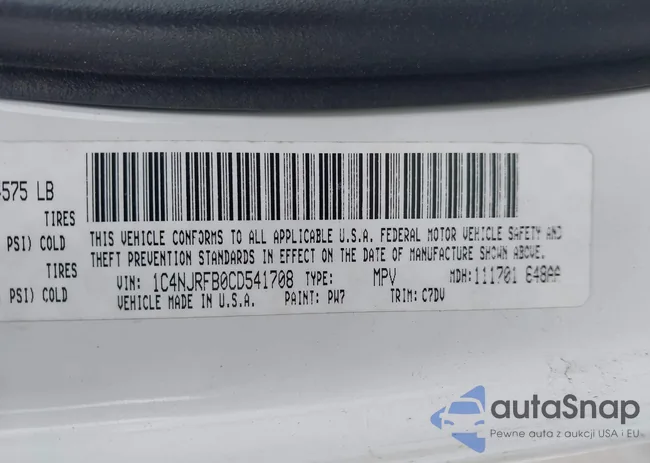 4575 LB
TIRES
PSI) COLD
TIRES
PSI) COLD
THIS VEHICLE CONFORMS TO ALL APPLICABLE U.S.A. FEDERAL MOTOR VEHICLE SAFETY AND
THEFT PREVENTION STANDARDS IN EFFECT ON THE DATE OF MANUFACTURE SHOWN ABOVE.
VIN: 1C4NJRFB0CD541708 TYPE: MPV MDH:111701 648AA
VEHICLE MADE IN U.S.A. PAINT: PW7 TRIM: C7DV
autaSnap
Pewne auta z aukcji USA i EU